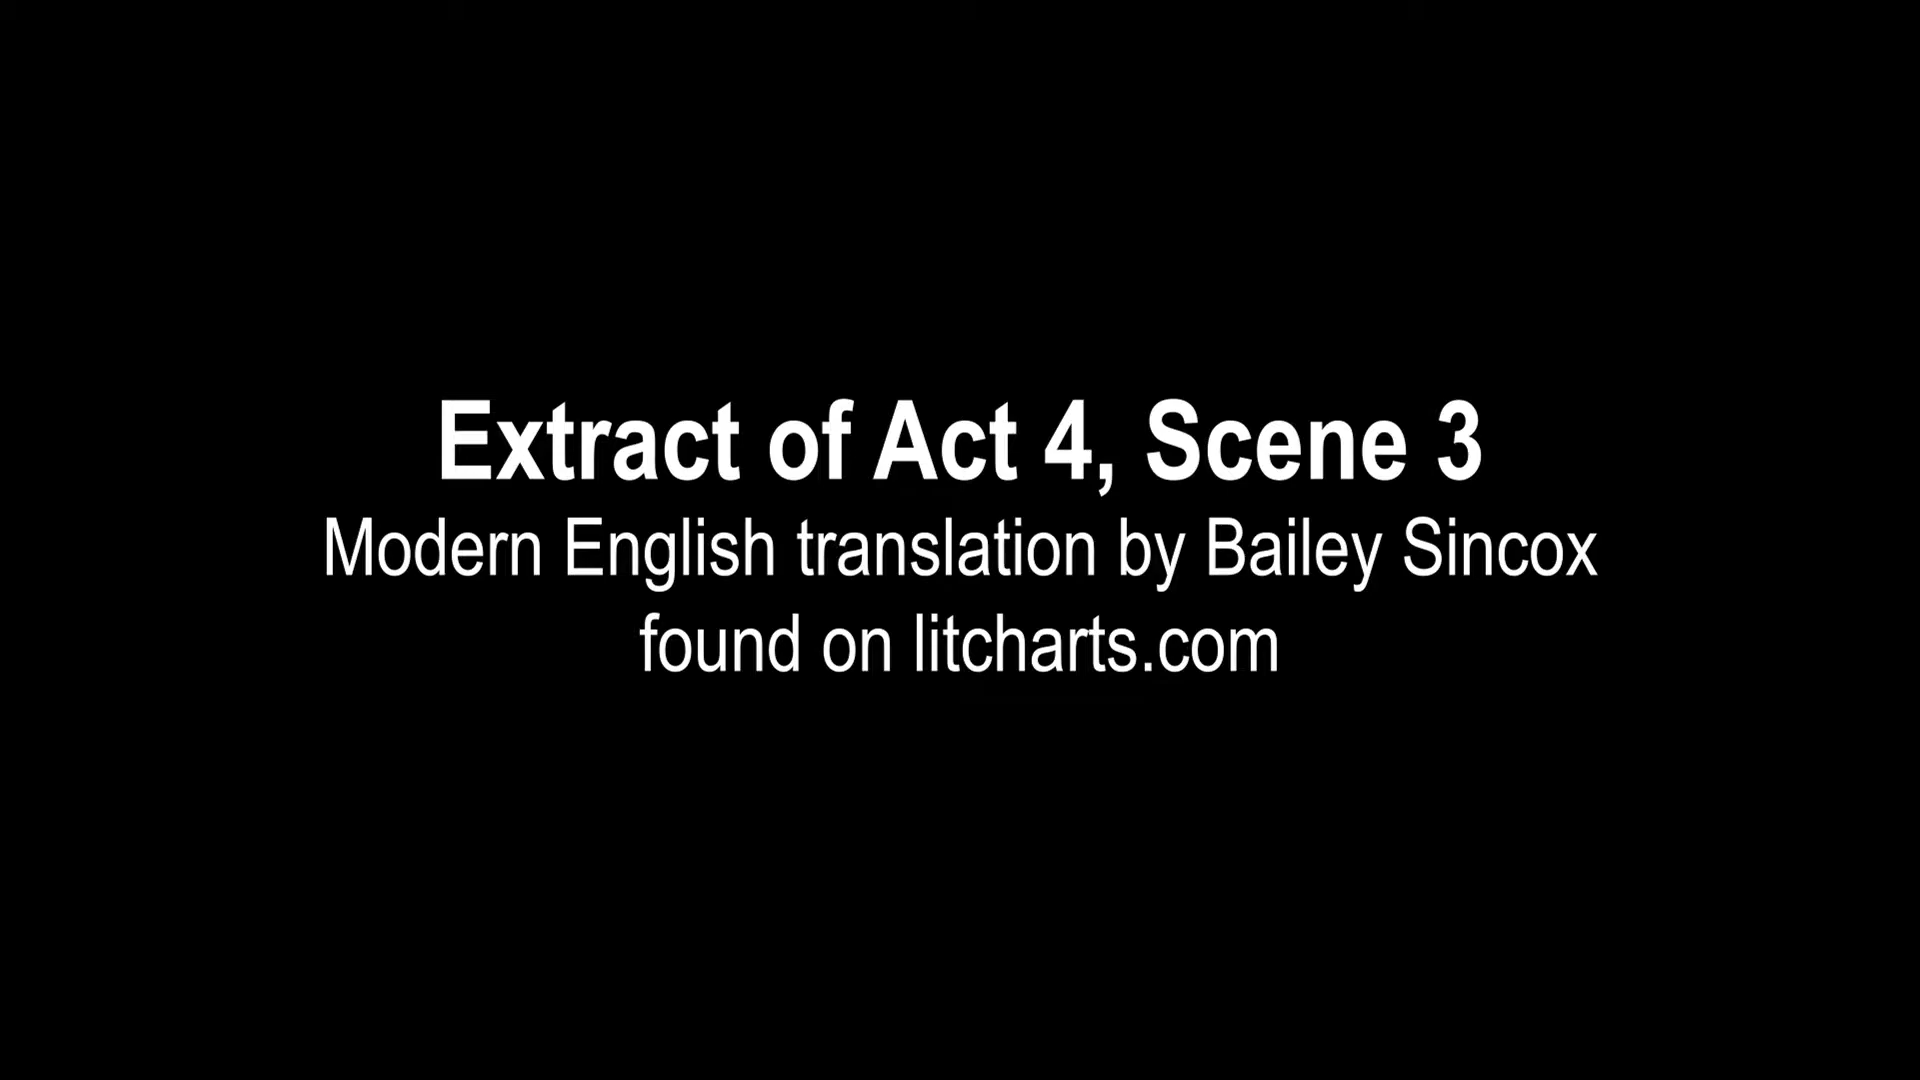 Extract of Act 4, Scene 3
Modern English translation by Bailey Sincox
found on litcharts.com